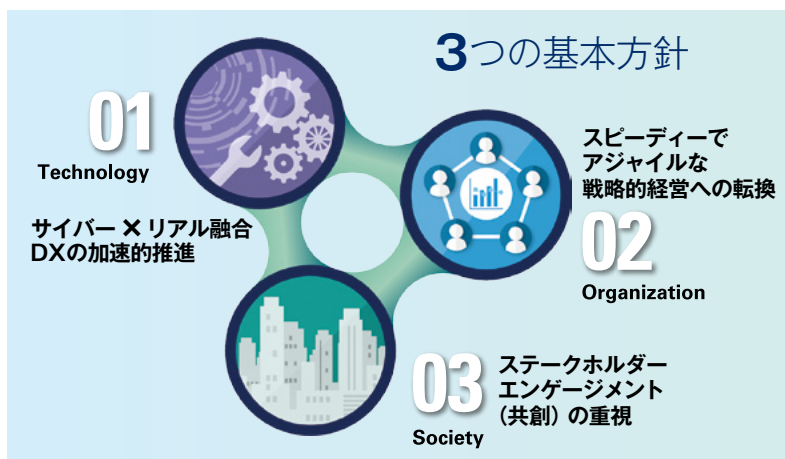 3つの基本方針
01
Technology
サイバー × リアル融合
DXの加速的推進
スピーディーで
アジャイルな
戦略的経営への転換
02
Organization
03
Society
ステークホルダー
エンゲージメント
（共創）の重視